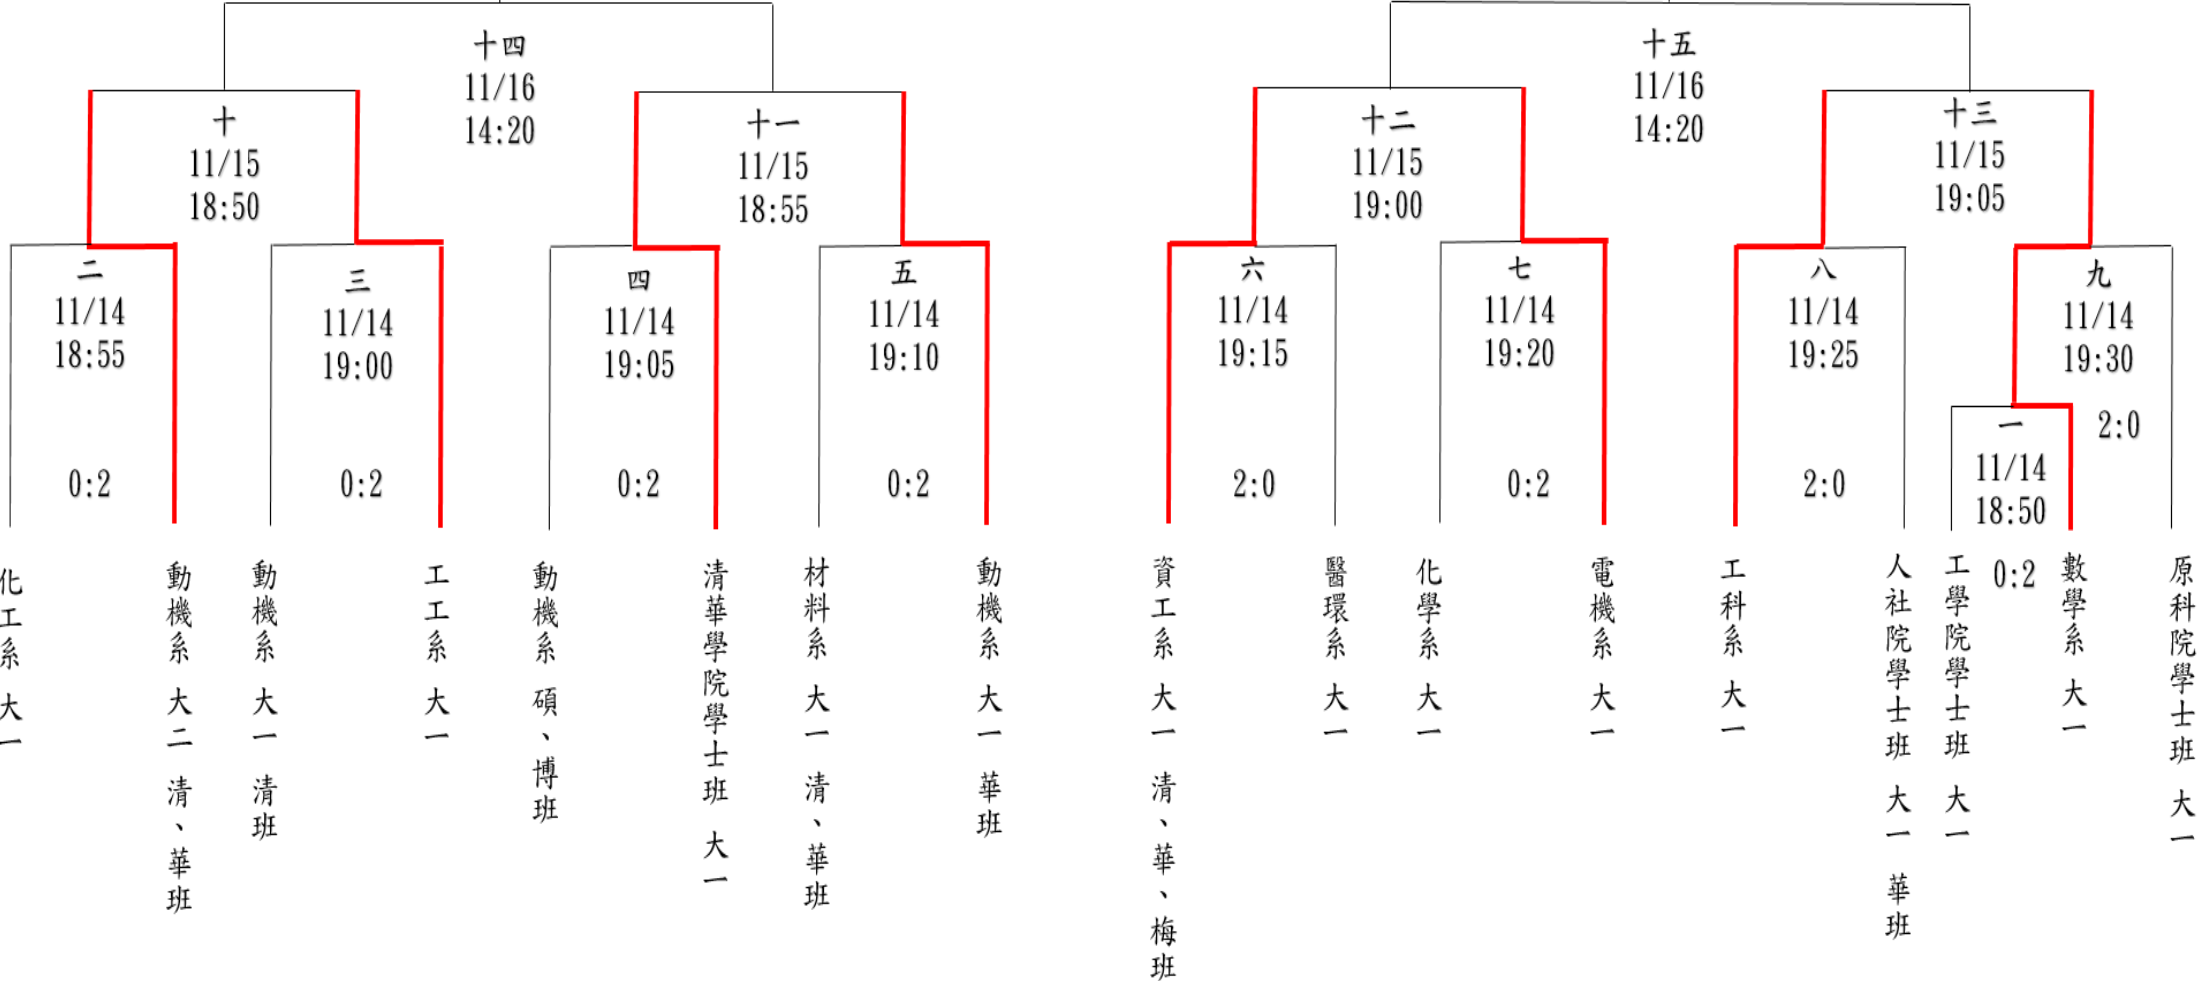 十四
11/16
14:20
十五
11/16
14:20
十
11/15
18:50
十一
11/15
18:55
十二
11/15
19:00
十三
11/15
19:05
二
11/14
18:55
0:2
三
11/14
19:00
0:2
四
11/14
19:05
0:2
五
11/14
19:10
0:2
六
11/14
19:15
2:0
七
11/14
19:20
0:2
八
11/14
19:25
2:0
九
11/14
19:30
2:0
一
11/14
18:50
0:2
化工系 大一
動機系 大二 清、華班
動機系 大一 清班
工工系 大一
動機系 碩、博班
清華學院學士班 大一
材料系 大一 清、華班
動機系 大一 華班
資工系 大一 清、華、梅班
醫環系 大一
化學系 大一
電機系 大一
工科系 大一
人社院學士班 大一 華班
工學院學士班 大一
數學系 大一
原科院學士班 大一